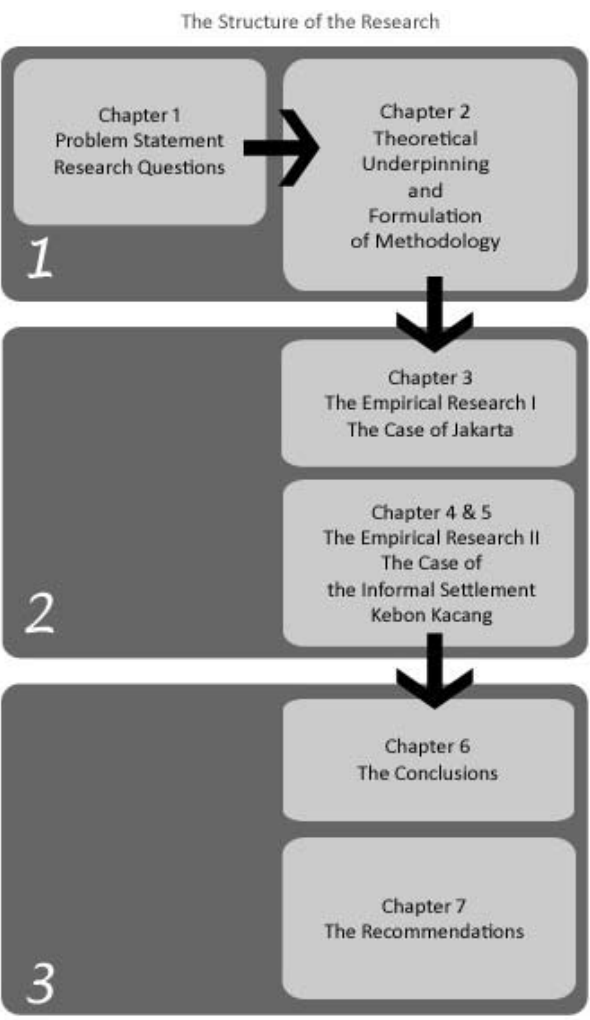 The Structure of the Research
Chapter 1
Problem Statement
Research Questions
Chapter 2
Theoretical
Underpinning
and
Formulation
of Methodology
1
Chapter 3
The Empirical Research I
The Case of Jakarta
Chapter 4 & 5
The Empirical Research II
The Case of
the Informal Settlement
Kebon Kacang
2
Chapter 6
The Conclusions
Chapter 7
The Recommendations
3